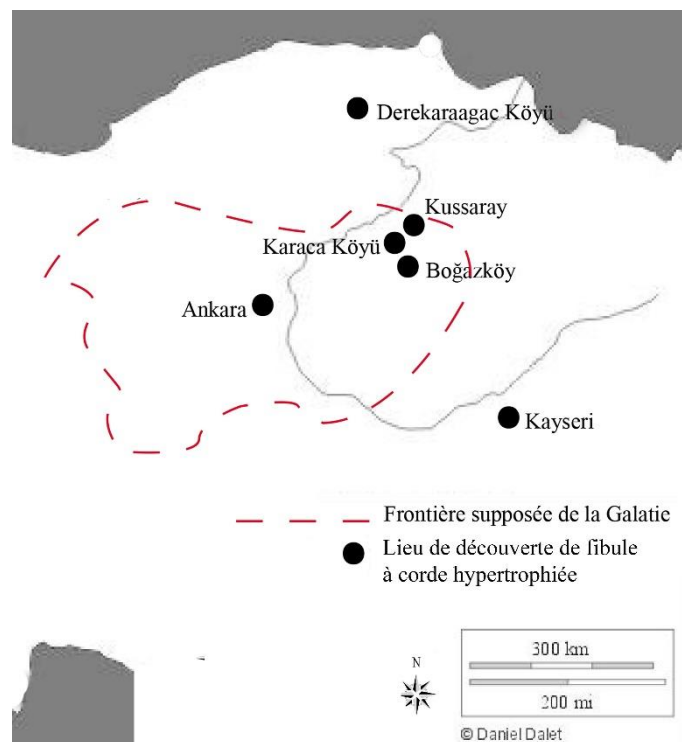 Derekaraagac Köyü
Kussaray
Karaca Köyü
Boğazköy
Ankara
Kayseri
Frontière supposée de la Galatie
Lieu de découverte de fibule
à corde hypertrophiée
N
300 km
200 mi
© Daniel Dalet